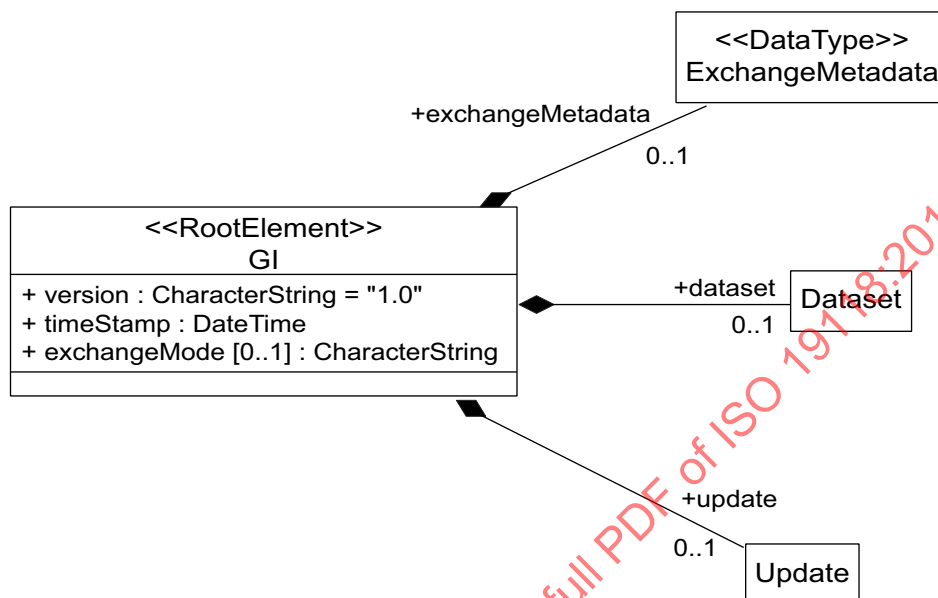 <<DataType>>
ExchangeMetadata
+exchangeMetadata
0..1
<<RootElement>>
GI
+ version : CharacterString = "1.0"
+ timeStamp : DateTime
+ exchangeMode [0..1] : CharacterString
+dataset
0..1
Dataset
+update
0..1
Update
full PDF of ISO 19118:201